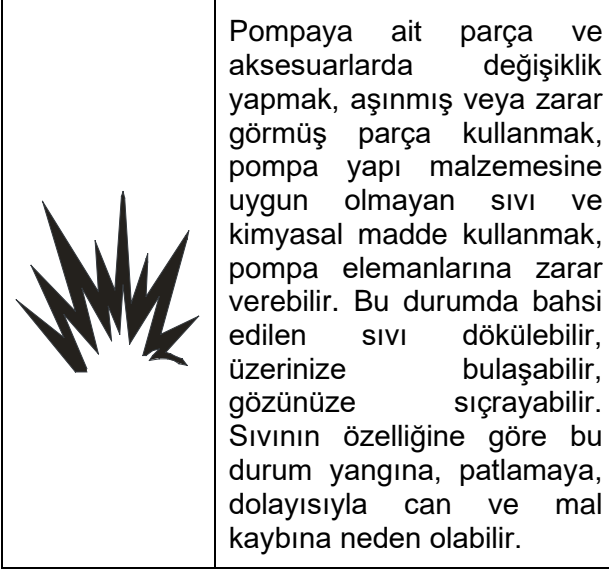 Pompaya ait parça ve
aksesuarlarda değişiklik
yapmak, aşınmış veya zarar
görmüş parça kullanmak,
pompa yapı malzemesine
uygun olmayan sıvı ve
kimyasal madde kullanmak,
pompa elemanlarına zarar
verebilir. Bu durumda bahsi
edilen sıvı dökülebilir,
üzerinize bulaşabilir,
gözünüze sıçrayabilir.
Sıvının özelliğine göre bu
durum yangına, patlamaya,
dolayısıyla can ve mal
kaybına neden olabilir.